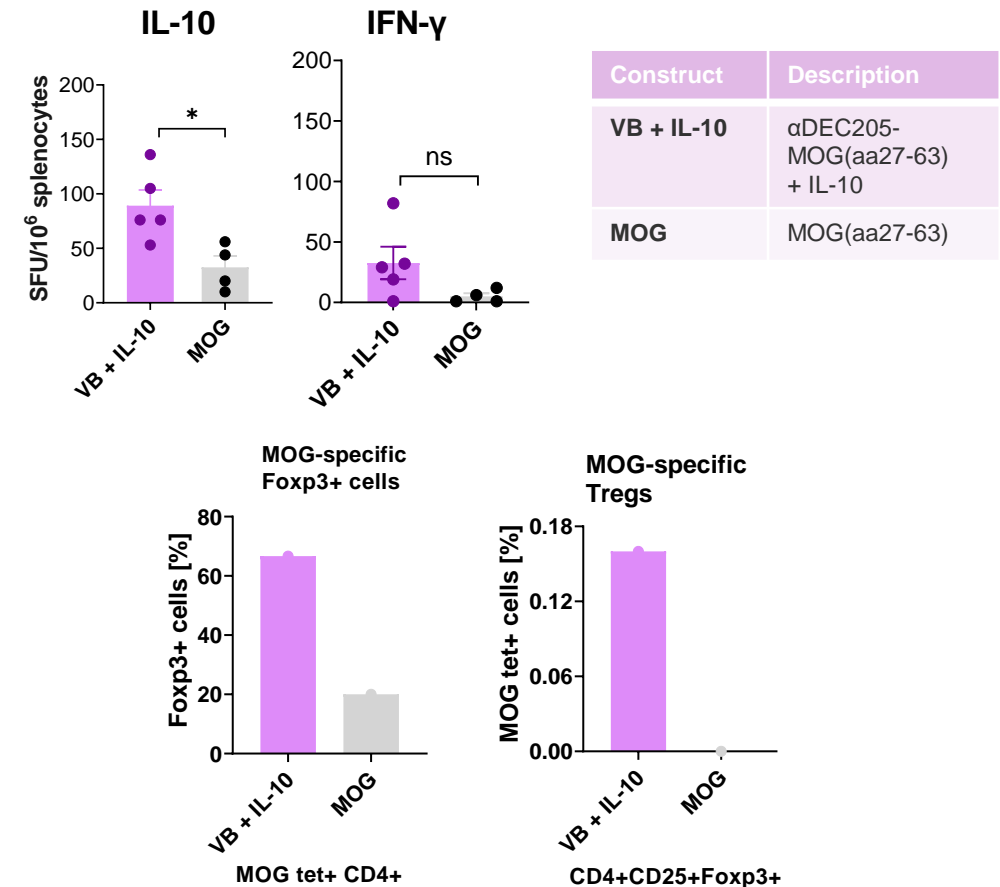 IL-10
IFN-γ
SFU/10⁶ splenocytes
200
150
100
50
0
*
VB + IL-10
MOG
200
150
100
50
0
ns
VB + IL-10
MOG
Construct Description
VB + IL-10 αDEC205-
MOG(aa27-63)
+ IL-10
MOG MOG(aa27-63)
MOG-specific
Foxp3+ cells
Foxp3+ cells [%]
80
60
40
20
0
VB + IL-10
MOG
MOG tet+ CD4+
MOG-specific
Tregs
MOG tet+ cells [%]
0.18
0.12
0.06
0.00
VB + IL-10
MOG
CD4+CD25+Foxp3+